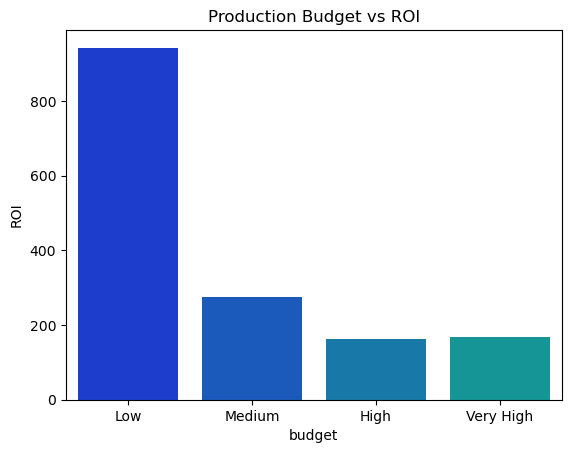 Production Budget vs ROI
800
600
400
200
0
ROI
Low Medium High Very High
budget